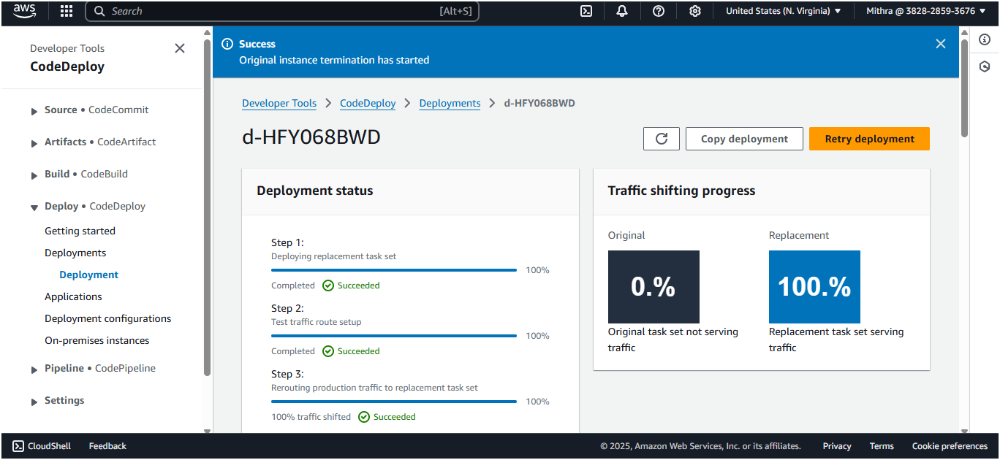 aws
Search [Alt+S]
United States (N. Virginia)
Mithra @ 3828-2859-3676
Developer Tools
CodeDeploy
Source • CodeCommit
Artifacts • CodeArtifact
Build • CodeBuild
Deploy • CodeDeploy
Getting started
Deployments
Deployment
Applications
Deployment configurations
On-premises instances
Pipeline • CodePipeline
Settings
Success
Original instance termination has started
Developer Tools > CodeDeploy > Deployments > d-HFY068BWD
d-HFY068BWD
Copy deployment
Retry deployment
Deployment status
Step 1:
Deploying replacement task set
100%
Completed Succeeded
Step 2:
Test traffic route setup
100%
Completed Succeeded
Step 3:
Rerouting production traffic to replacement task set
100%
100% traffic shifted Succeeded
Traffic shifting progress
Original
0.%
Original task set not serving
traffic
Replacement
100.%
Replacement task set serving
traffic
CloudShell Feedback
© 2025, Amazon Web Services, Inc. or its affiliates. Privacy Terms Cookie preferences